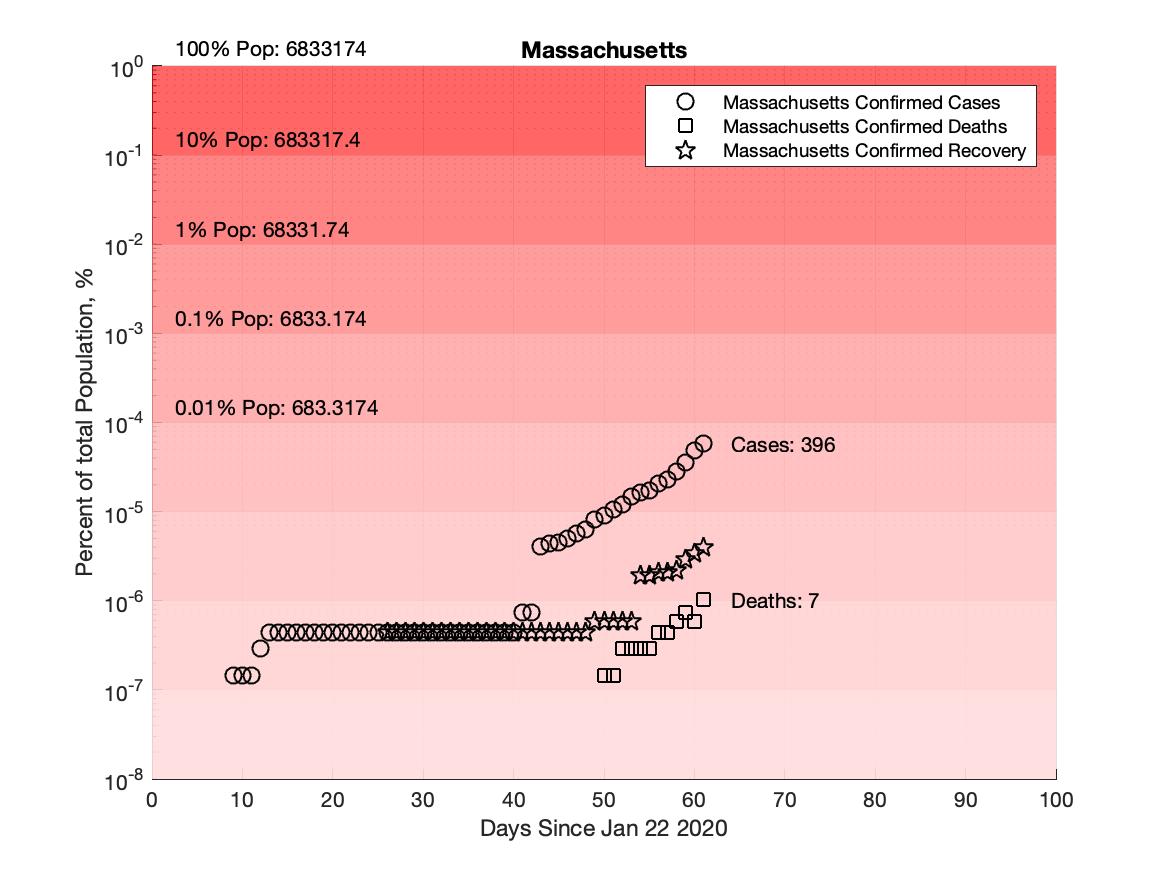 100% Pop: 6833174
Massachusetts
10^0
Massachusetts Confirmed Cases
Massachusetts Confirmed Deaths
Massachusetts Confirmed Recovery
10% Pop: 683317.4
10^-1
1% Pop: 68331.74
10^-2
0.1% Pop: 6833.174
10^-3
0.01% Pop: 683.3174
10^-4
Cases: 396
10^-5
10^-6
Deaths: 7
10^-7
10^-8
Percent of total Population, %
0 10 20 30 40 50 60 70 80 90 100
Days Since Jan 22 2020